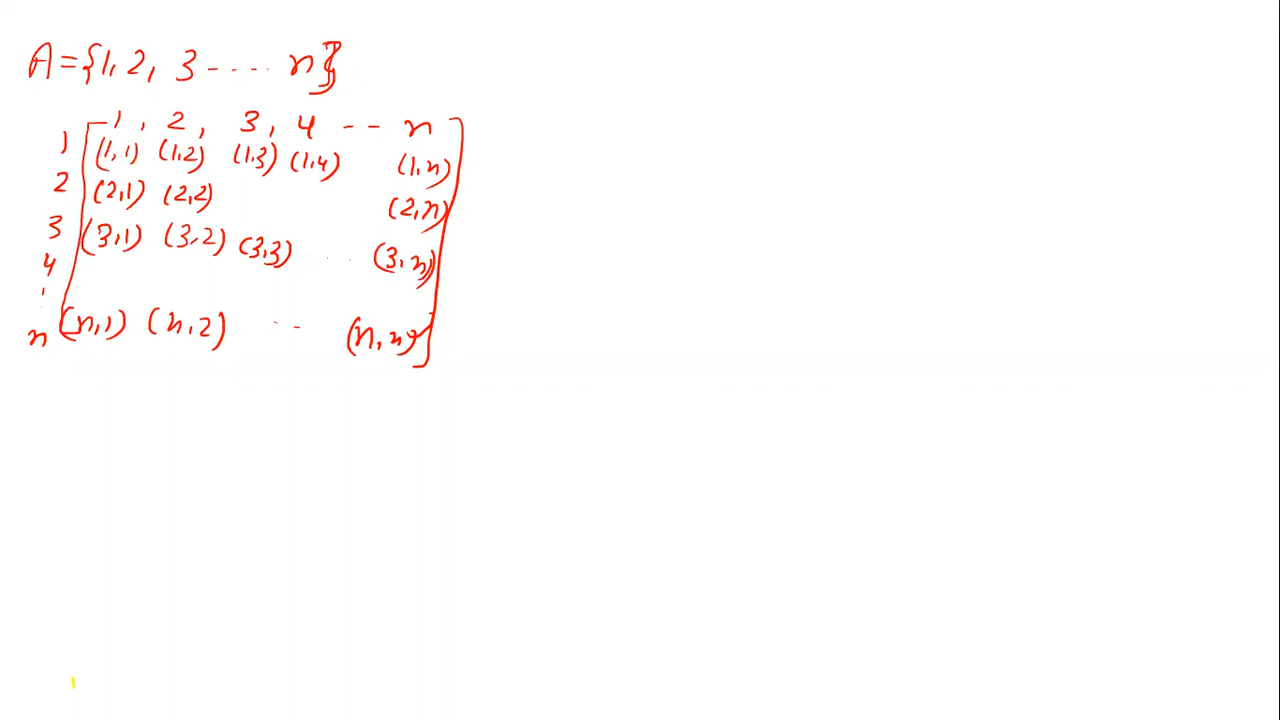 A={1, 2, 3 ---- n}
1, 2, 3, 4 -- n
1 (1,1) (1,2) (1,3) (1,4) (1,n)
2 (2,1) (2,2) (2,n)
3 (3,1) (3,2) (3,3) .... (3,n)
4
:
n (n,1) (n,2) -- (n,n)